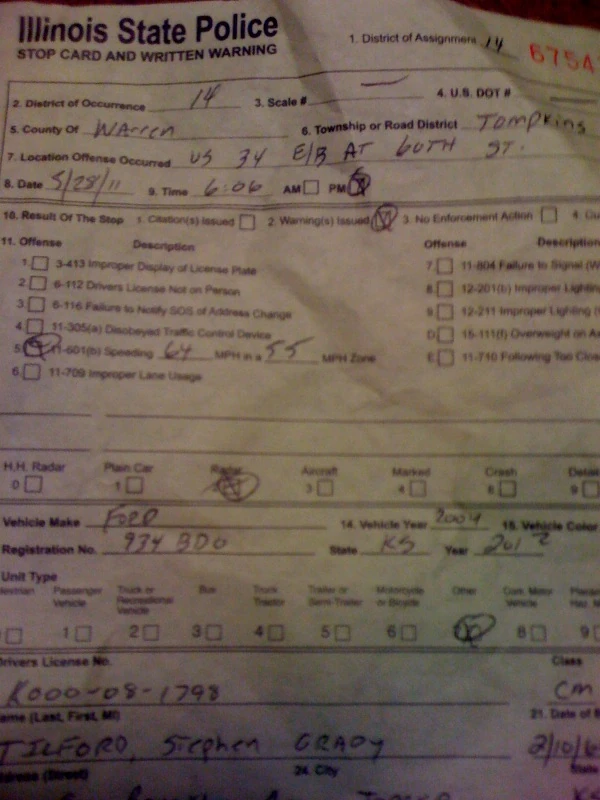 Illinois State Police
STOP CARD AND WRITTEN WARNING
1. District of Assignment 14 B754
2. District of Occurrence 14 3. Scale # — 4. U.S. DOT # —
5. County Of Warren 6. Township or Road District Tompkins
7. Location Offense Occurred US 34 E/B AT 60TH ST.
8. Date 5/28/11 9. Time 6:06 AM PM
10. Result Of The Stop 1. Citation(s) Issued 2. Warning(s) Issued 3. No Enforcement Action 4.
11. Offense Description Offense Description
1. 3-413 Improper Display of License Plate 7 11-804 Failure to Signal (W
2. 6-112 Drivers License Not on Person 8. 12-201(b) Improper Lighting
3. 6-116 Failure to Notify SOS of Address Change 9. 12-211 Improper Lighting (
4. 11-305(a) Disobeyed Traffic Control Device D 15-111(f) Overweight on
5. 11-601(b) Speeding 64 MPH in a 55 MPH Zone E 11-710 Following Too Close
6. 11-709 Improper Lane Usage
H.H. Radar Plain Car Radar Aircraft Marked Crash Detail
0 1 3 4 8 9
Vehicle Make FORD 14. Vehicle Year 2004 15. Vehicle Color
Registration No. 934 BDO State KS Year 2012
Unit Type
Passenger Vehicle Truck or Recreational Vehicle Bus Truck Tractor Trailer or Semi-Trailer Motorcycle or Bicycle Other Com. Motor Vehicle
1 2 3 4 5 6 8 9
Drivers License No. Class
K000-08-1798 CM
Name (Last, First, MI) 21. Date of
TILFORD, Stephen GRADY 2/10/6
Address (Street) 24. City State
KS